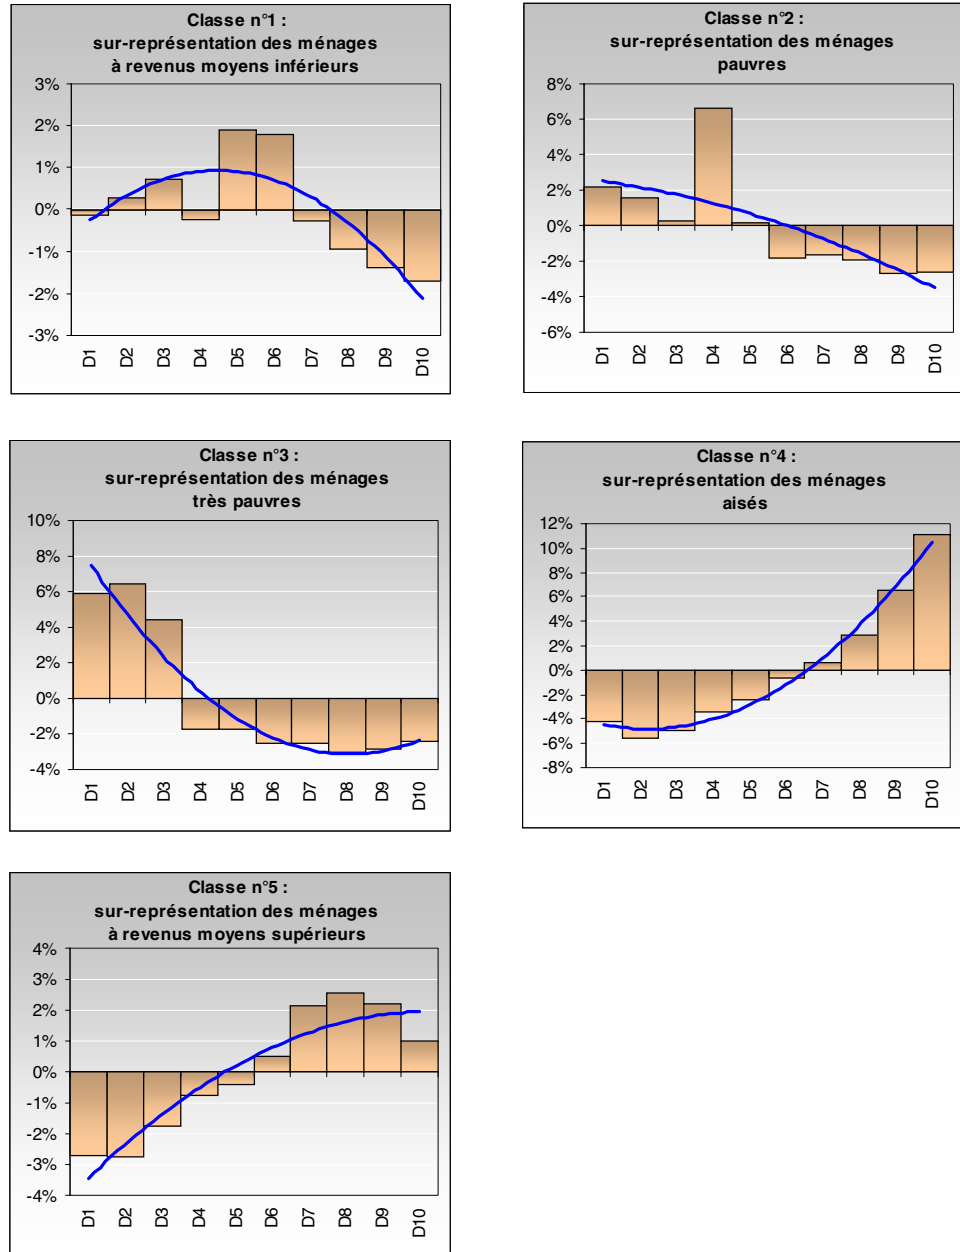 Classe n°1 :
sur-représentation des ménages
à revenus moyens inférieurs
3%
2%
1%
0%
-1%
-2%
-3%
D1 D2 D3 D4 D5 D6 D7 D8 D9 D10
Classe n°2 :
sur-représentation des ménages
pauvres
8%
6%
4%
2%
0%
-2%
-4%
-6%
D1 D2 D3 D4 D5 D6 D7 D8 D9 D10
Classe n°3 :
sur-représentation des ménages
très pauvres
10%
8%
6%
4%
2%
0%
-2%
-4%
D1 D2 D3 D4 D5 D6 D7 D8 D9 D10
Classe n°4 :
sur-représentation des ménages
aisés
12%
10%
8%
6%
4%
2%
0%
-2%
-4%
-6%
-8%
D1 D2 D3 D4 D5 D6 D7 D8 D9 D10
Classe n°5 :
sur-représentation des ménages
à revenus moyens supérieurs
4%
3%
2%
1%
0%
-1%
-2%
-3%
-4%
D1 D2 D3 D4 D5 D6 D7 D8 D9 D10